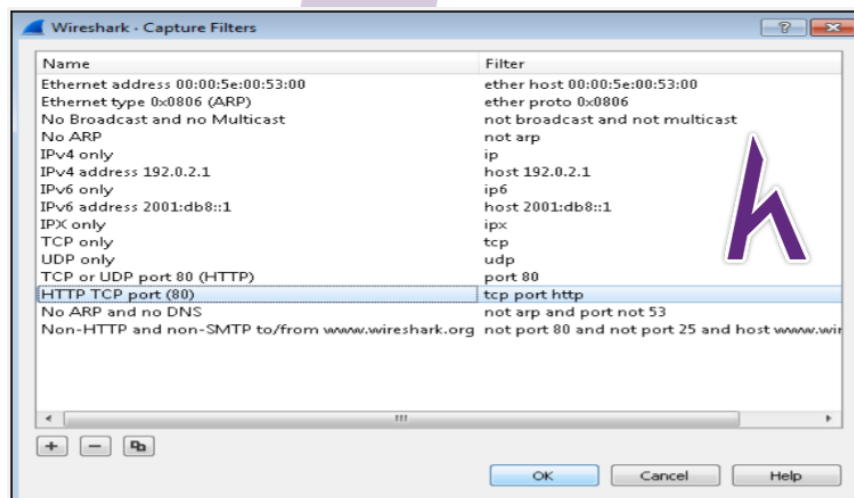 Wireshark · Capture Filters
Name Filter
Ethernet address 00:00:5e:00:53:00 ether host 00:00:5e:00:53:00
Ethernet type 0x0806 (ARP) ether proto 0x0806
No Broadcast and no Multicast not broadcast and not multicast
No ARP not arp
IPv4 only ip
IPv4 address 192.0.2.1 host 192.0.2.1
IPv6 only ip6
IPv6 address 2001:db8::1 host 2001:db8::1
IPX only ipx
TCP only tcp
UDP only udp
TCP or UDP port 80 (HTTP) port 80
HTTP TCP port (80) tcp port http
No ARP and no DNS not arp and port not 53
Non-HTTP and non-SMTP to/from www.wireshark.org not port 80 and not port 25 and host www.wir
OK Cancel Help